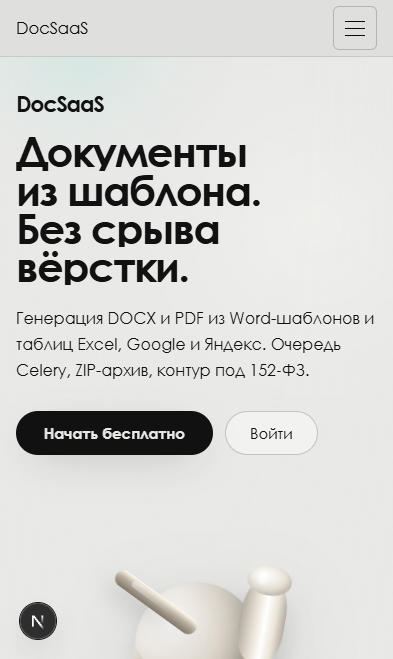 DocSaaS
DocSaaS
Документы
из шаблона.
Без срыва
вёрстки.
Генерация DOCX и PDF из Word-шаблонов и
таблиц Excel, Google и Яндекс. Очередь
Celery, ZIP-архив, контур под 152-ФЗ.
Начать бесплатно
Войти
N